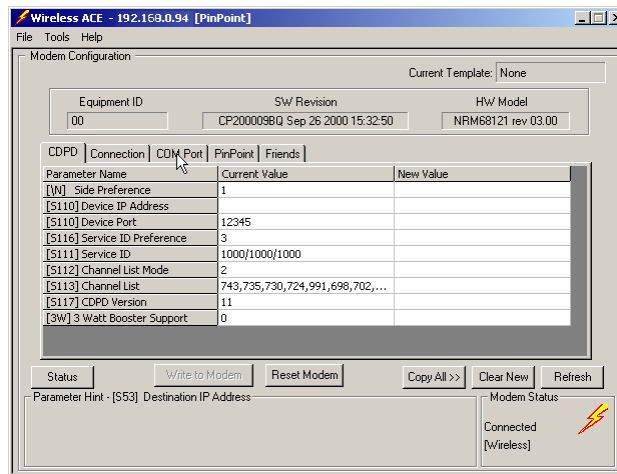 Wireless ACE - 192.168.0.94 [PinPoint]
File Tools Help
Modem Configuration
Current Template: None
Equipment ID SW Revision HW Model
00 CP200009BQ Sep 26 2000 15:32:50 NRM68121 rev 03.00
CDPD Connection COM Port PinPoint Friends
Parameter Name Current Value New Value
[\N] Side Preference 1
[S110] Device IP Address
[S110] Device Port 12345
[S116] Service ID Preference 3
[S111] Service ID 1000/1000/1000
[S112] Channel List Mode 2
[S113] Channel List 743,735,730,724,991,698,702,...
[S117] CDPD Version 11
[3W] 3 Watt Booster Support 0
Status Write to Modem Reset Modem Copy All >> Clear New Refresh
Parameter Hint - [S53] Destination IP Address Modem Status
Connected
[Wireless]